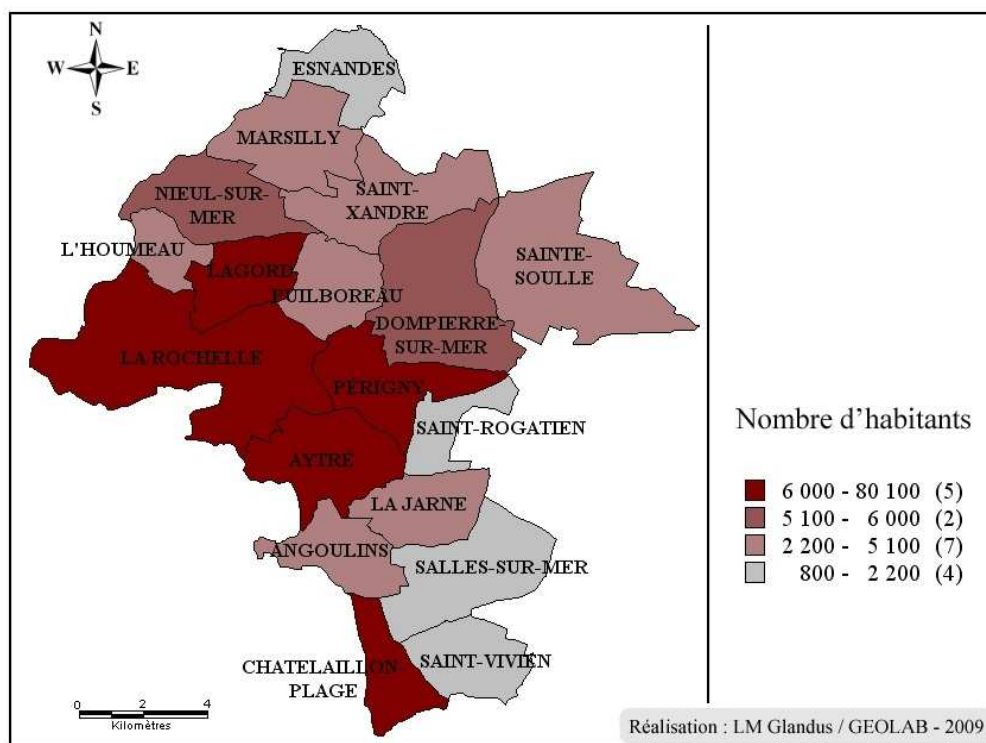 N
W E
S
ESNANDES
MARSILLY
NIEUL-SUR-
MER
SAINT-
XANDRE
L'HOUMEAU
LAGORD
PUILBOREAU
SAINTE-
SOULLE
DOMPIERRE-
SUR-MER
LA ROCHELLE
PÉRIGNY
SAINT-ROGATIEN
AYTRE
LA JARNE
ANGOULINS
SALLES-SUR-MER
CHATELAILLON-
PLAGE
SAINT-VIVIEN
Nombre d'habitants
6 000 - 80 100 (5)
5 100 - 6 000 (2)
2 200 - 5 100 (7)
800 - 2 200 (4)
0 2 4
Kilomètres
Réalisation : LM Glandus / GEOLAB - 2009